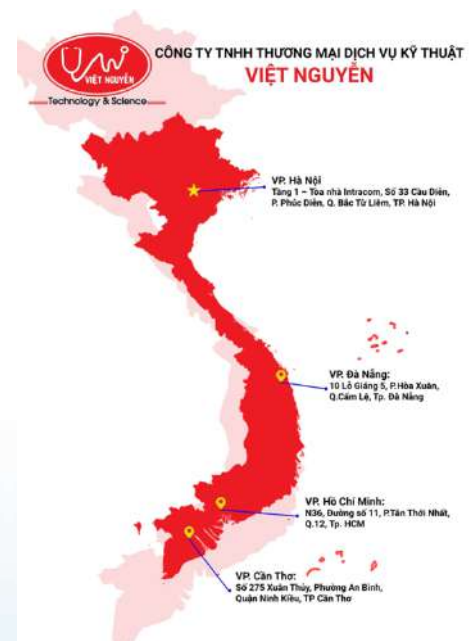 VIỆT NGUYỄN
Technology & Science
CÔNG TY TNHH THƯƠNG MẠI DỊCH VỤ KỸ THUẬT
VIỆT NGUYỄN
VP. Hà Nội
Tầng 1 – Tòa nhà Intracom, Số 33 Cầu Diễn,
P. Phúc Diễn, Q. Bắc Từ Liêm, TP. Hà Nội
VP. Đà Nẵng:
10 Lỗ Giáng 5, P.Hòa Xuân,
Q.Cẩm Lệ, Tp. Đà Nẵng
VP. Hồ Chí Minh:
N36, Đường số 11, P.Tân Thới Nhất,
Q.12, Tp. HCM
VP. Cần Thơ:
Số 275 Xuân Thủy, Phường An Bình,
Quận Ninh Kiều, TP Cần Thơ